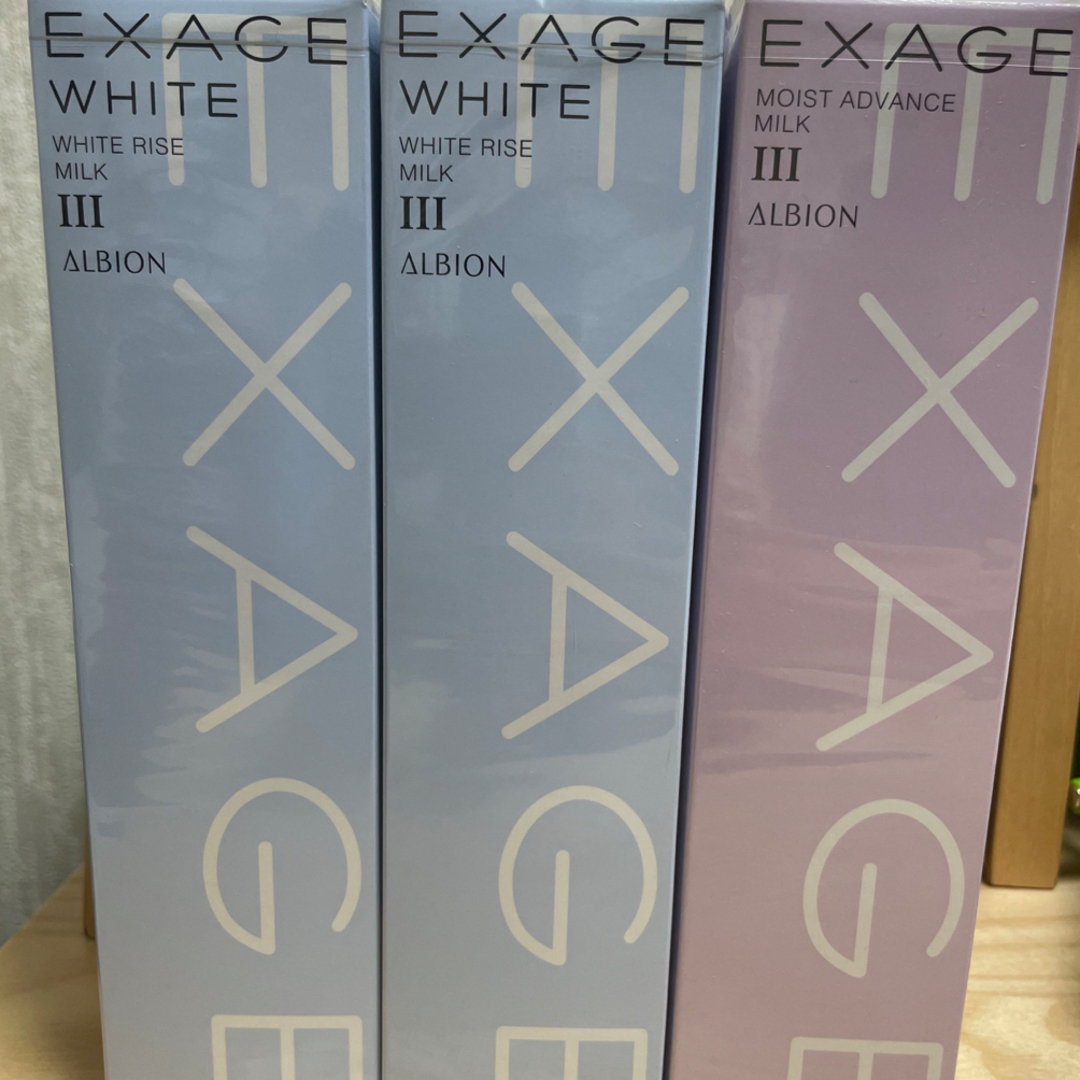 EXAGE
WHITE
WHITE RISE
MILK
III
ALBION
EXAGE
EXAGE
WHITE
WHITE RISE
MILK
III
ALBION
EXAGE
EXAGE
MOIST ADVANCE
MILK
III
ALBION
EXAGE